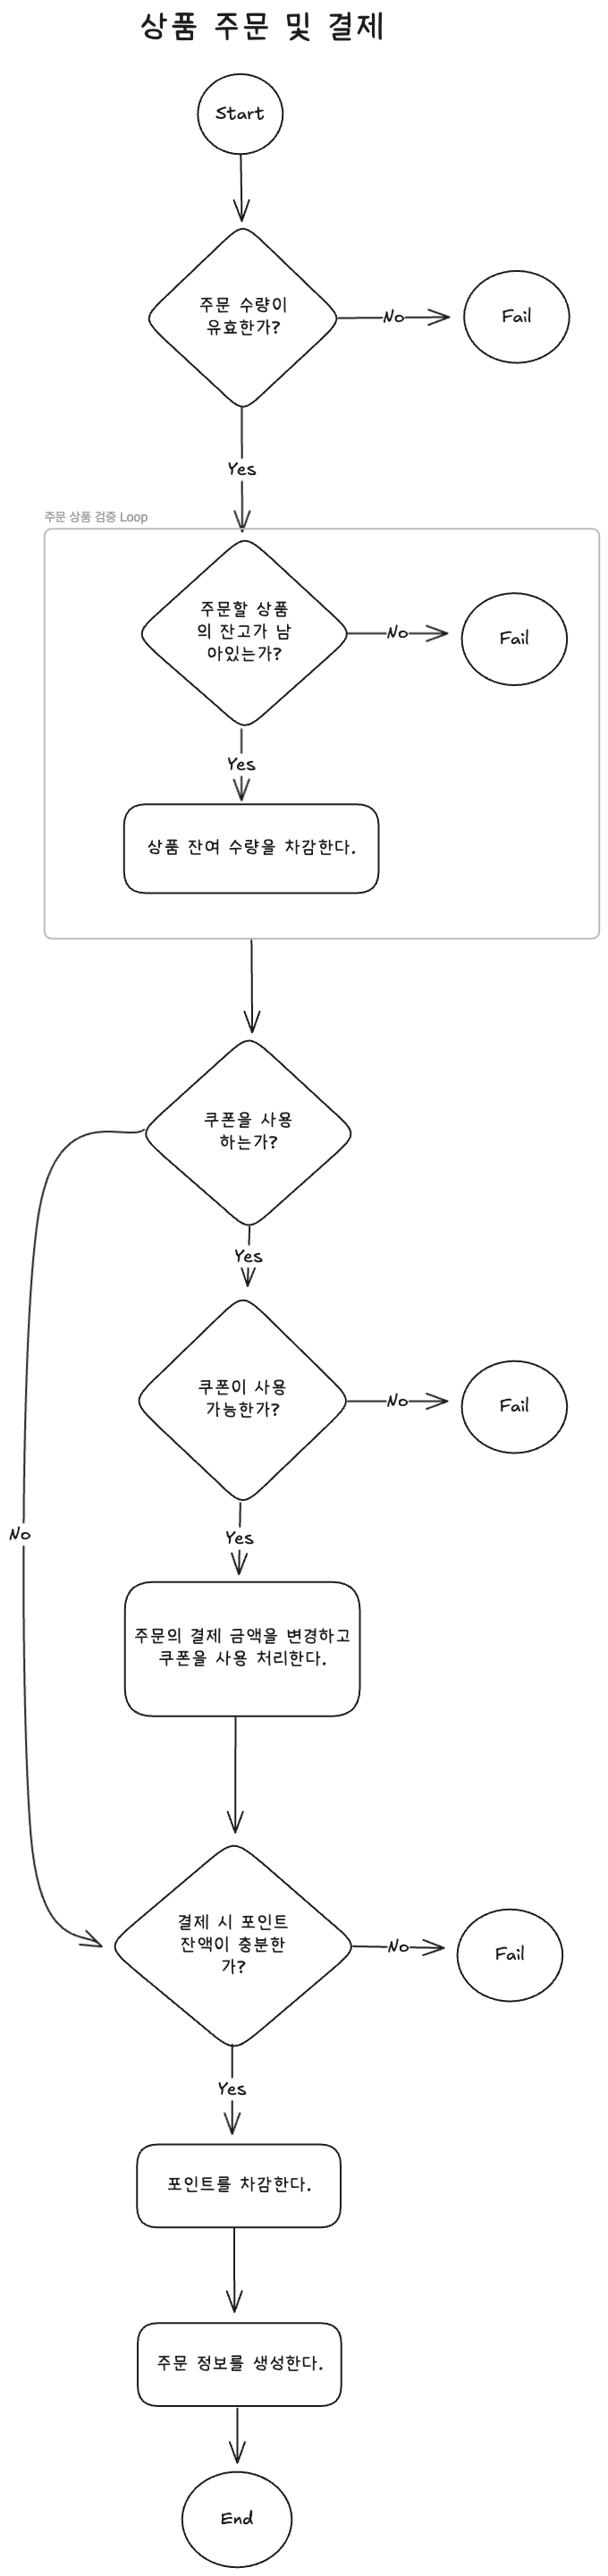 상품 주문 및 결제
Start
주문 수량이
유효한가?
No
Fail
Yes
주문 상품 검증 Loop
주문할 상품
의 잔고가 남
아있는가?
No
Fail
Yes
상품 잔여 수량을 차감한다.
쿠폰을 사용
하는가?
Yes
쿠폰이 사용
가능한가?
No
Fail
Yes
No
주문의 결제 금액을 변경하고
쿠폰을 사용 처리한다.
결제 시 포인트
잔액이 충분한
가?
No
Fail
Yes
포인트를 차감한다.
주문 정보를 생성한다.
End